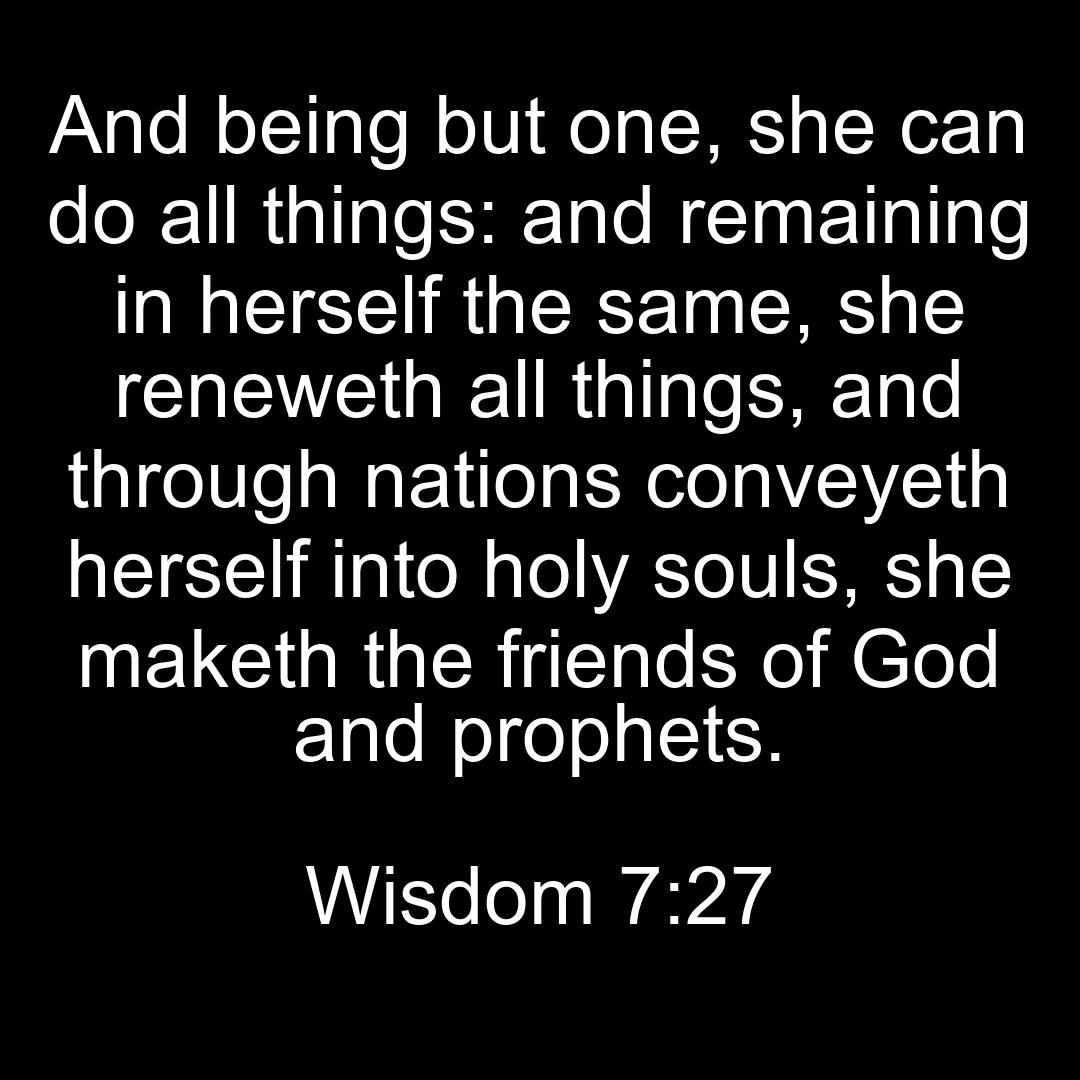 And being but one, she can
do all things: and remaining
in herself the same, she
reneweth all things, and
through nations conveyeth
herself into holy souls, she
maketh the friends of God
and prophets.
Wisdom 7:27